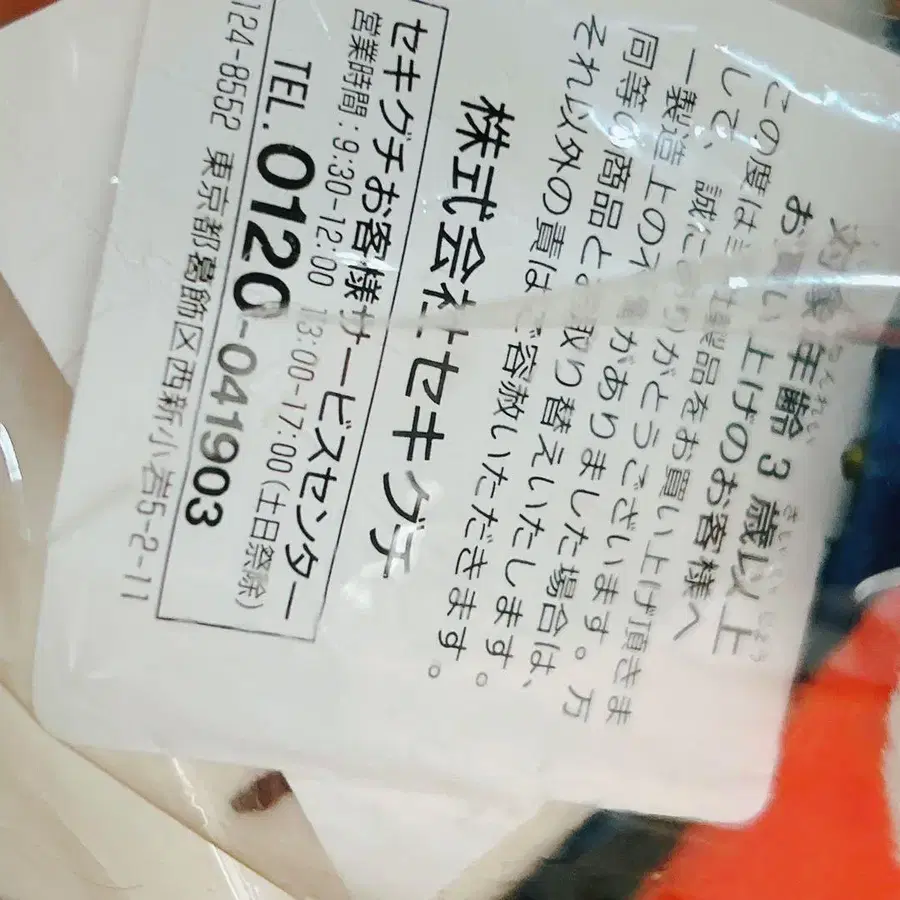 対象年齢 3 歳以上
お買い上げのお客様へ
この度は 製品をお買い上げ頂きま
して、誠にありがとうございます。万
一製造上の がありました場合は、
同等の商品とお取り替えいたします。
それ以外の責はご容赦いただきます。
株式会社セキグチ
セキグチお客様サービスセンター
営業時間：9:30-12:00 13:00-17:00(土日祭除)
TEL. 0120-041903
124-8552 東京都葛飾区西新小岩5-2-11